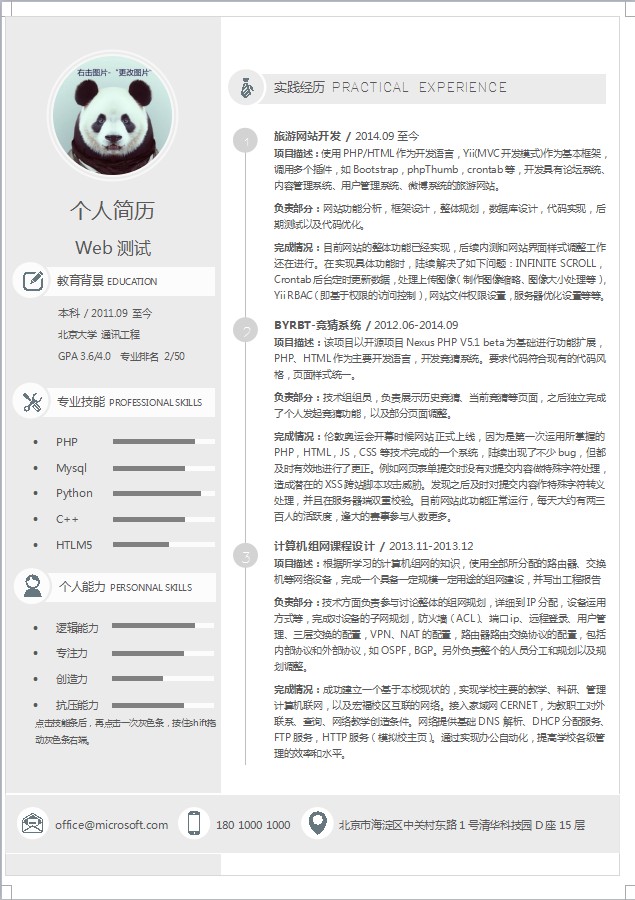 右击图片-“更改图片”
个人简历
Web 测试
教育背景 EDUCATION
本科 / 2011.09 至今
北京大学 通讯工程
GPA 3.6/4.0 专业排名 2/50
专业技能 PROFESSIONAL SKILLS
PHP
Mysql
Python
C++
HTLM5
个人能力 PERSONNAL SKILLS
逻辑能力
专注力
创造力
抗压能力
点击技能条后，再点击一次灰色条，按住shift拖
动灰色条右端。
实践经历 PRACTICAL EXPERIENCE
1
旅游网站开发 / 2014.09 至今
项目描述：使用 PHP/HTML 作为开发语言，Yii(MVC 开发模式)作为基本框架，
调用多个插件，如 Bootstrap，phpThumb，crontab 等，开发具有论坛系统、
内容管理系统、用户管理系统、微博系统的旅游网站。
负责部分：网站功能分析，框架设计，整体规划，数据库设计，代码实现，后
期测试以及代码优化。
完成情况：目前网站的整体功能已经实现，后续内测和网站界面样式调整工作
还在进行。在实现具体功能时，陆续解决了如下问题：INFINITE SCROLL，
Crontab 后台定时更新数据，处理上传图像（制作图像缩略、图像大小处理等），
Yii RBAC（即基于权限的访问控制），网站文件权限设置，服务器优化设置等等。
2
BYRBT-竞猜系统 / 2012.06-2014.09
项目描述：该项目以开源项目 Nexus PHP V5.1 beta 为基础进行功能扩展，
PHP、HTML 作为主要开发语言，开发竞猜系统。要求代码符合现有的代码风
格，页面样式统一。
负责部分：技术组组员，负责展示历史竞猜、当前竞猜等页面，之后独立完成
了个人发起竞猜功能，以及部分页面调整。
完成情况：伦敦奥运会开幕时候网站正式上线，因为是第一次运用所掌握的
PHP，HTML，JS，CSS 等技术完成的一个系统，陆续出现了不少 bug，但都
及时有效地进行了更正。例如网页表单提交时没有对提交内容做特殊字符处理，
造成潜在的 XSS 跨站脚本攻击威胁。发现之后及时对提交内容作特殊字符转义
处理，并且在服务器端双重校验。目前网站此功能正常运行，每天大约有两三
百人的活跃度，逢大的赛事参与人数更多。
3
计算机组网课程设计 / 2013.11-2013.12
项目描述：根据所学习的计算机组网的知识，使用全部所分配的路由器、交换
机等网络设备，完成一个具备一定规模一定用途的组网建设，并写出工程报告
负责部分：技术方面负责参与讨论整体的组网规划，详细到 IP 分配，设备运用
方式等，完成对设备的子网规划，防火墙（ACL）、端口 ip、远程登录、用户管
理、三层交换的配置，VPN、NAT 的配置，路由器路由交换协议的配置，包括
内部协议和外部协议，如 OSPF，BGP。另外负责整个的人员分工和规划以及规
划调整。
完成情况：成功建立一个基于本校现状的，实现学校主要的教学、科研、管理
计算机联网，以及宏福校区互联的网络。接入家域网 CERNET，为教职工对外
联系、查询、网络教学创造条件。网络提供基础 DNS 解析、DHCP 分配服务、
FTP 服务，HTTP 服务（模拟校主页）。通过实现办公自动化，提高学校各级管
理的效率和水平。
office@microsoft.com
180 1000 1000
北京市海淀区中关村东路 1 号清华科技园 D 座 15 层